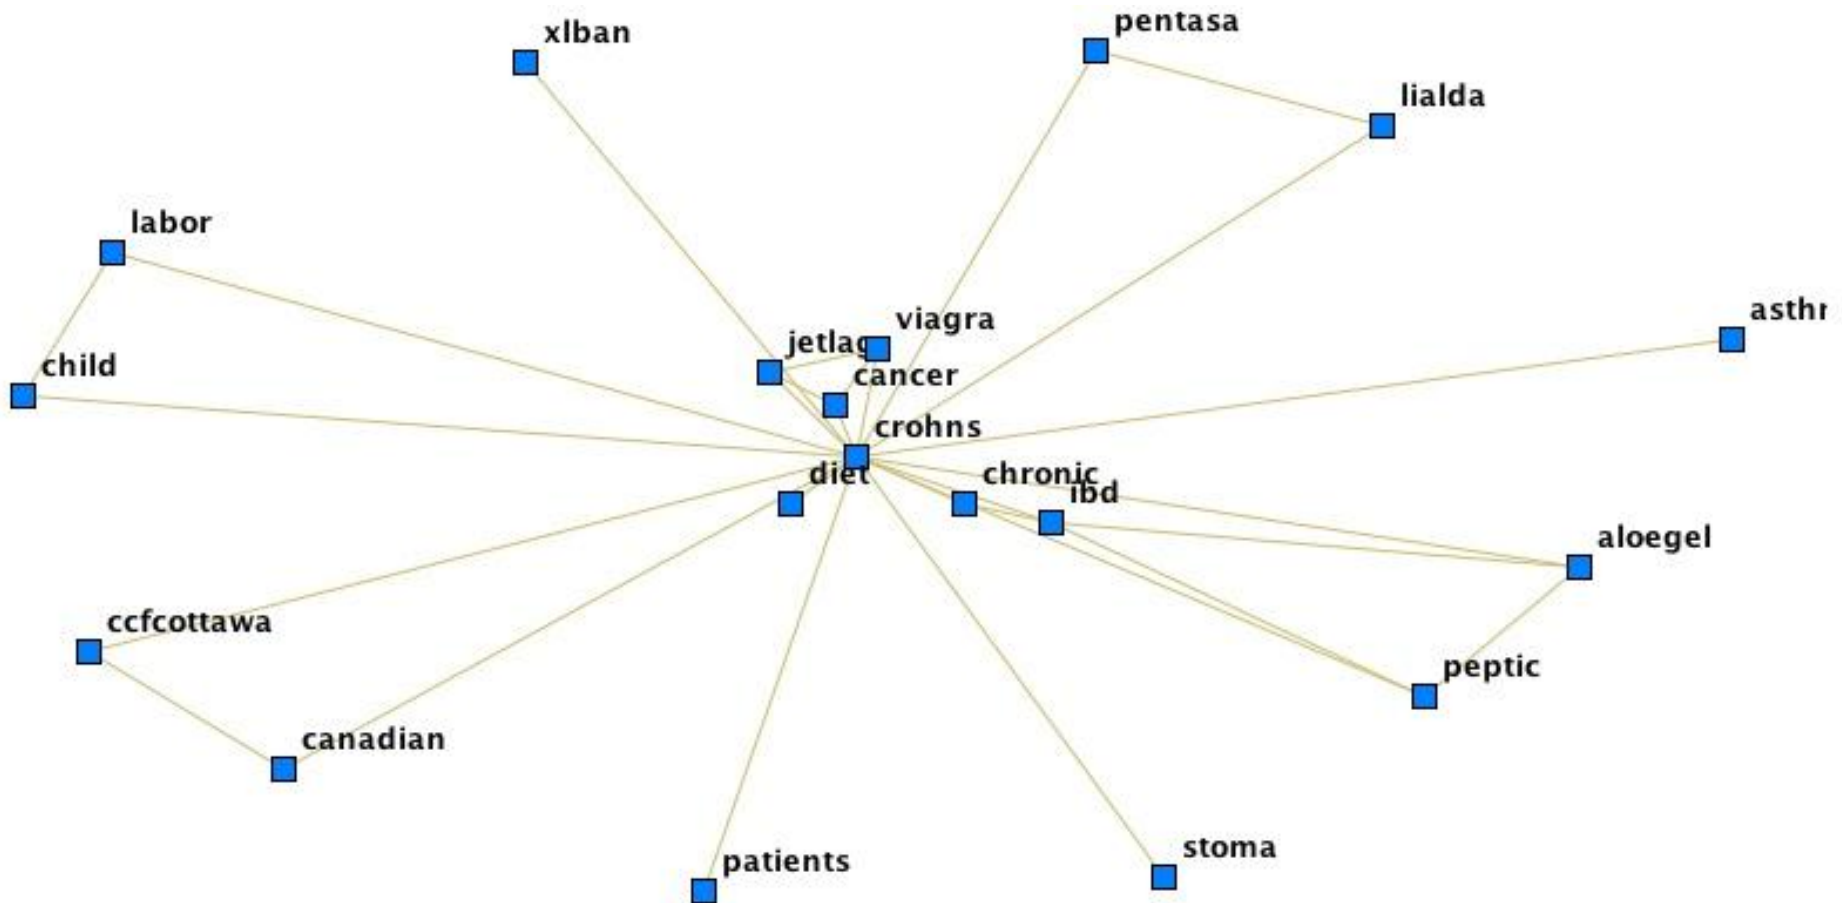 xlban
pentasa
lialda
labor
asthr
viagra
jetlag
child
cancer
crohns
diet
chronic
ibd
aloegel
ccfcottawa
peptic
canadian
stoma
patients